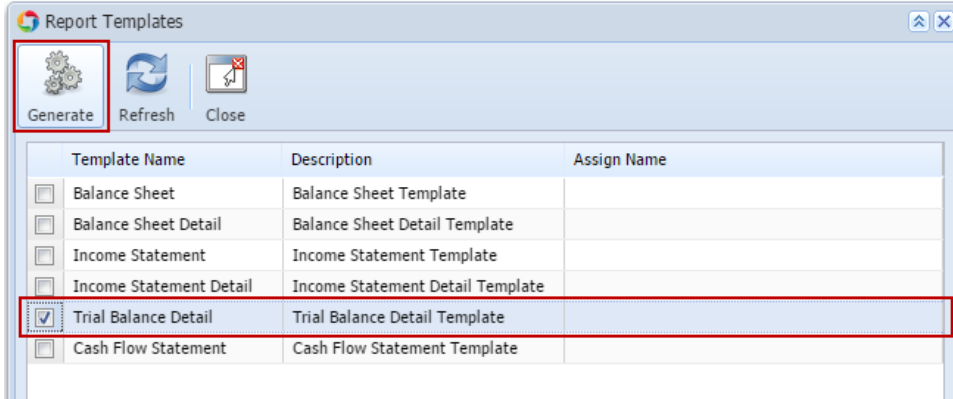 Report Templates
Generate Refresh Close
Template Name Description Assign Name
Balance Sheet Balance Sheet Template
Balance Sheet Detail Balance Sheet Detail Template
Income Statement Income Statement Template
Income Statement Detail Income Statement Detail Template
Trial Balance Detail Trial Balance Detail Template
Cash Flow Statement Cash Flow Statement Template